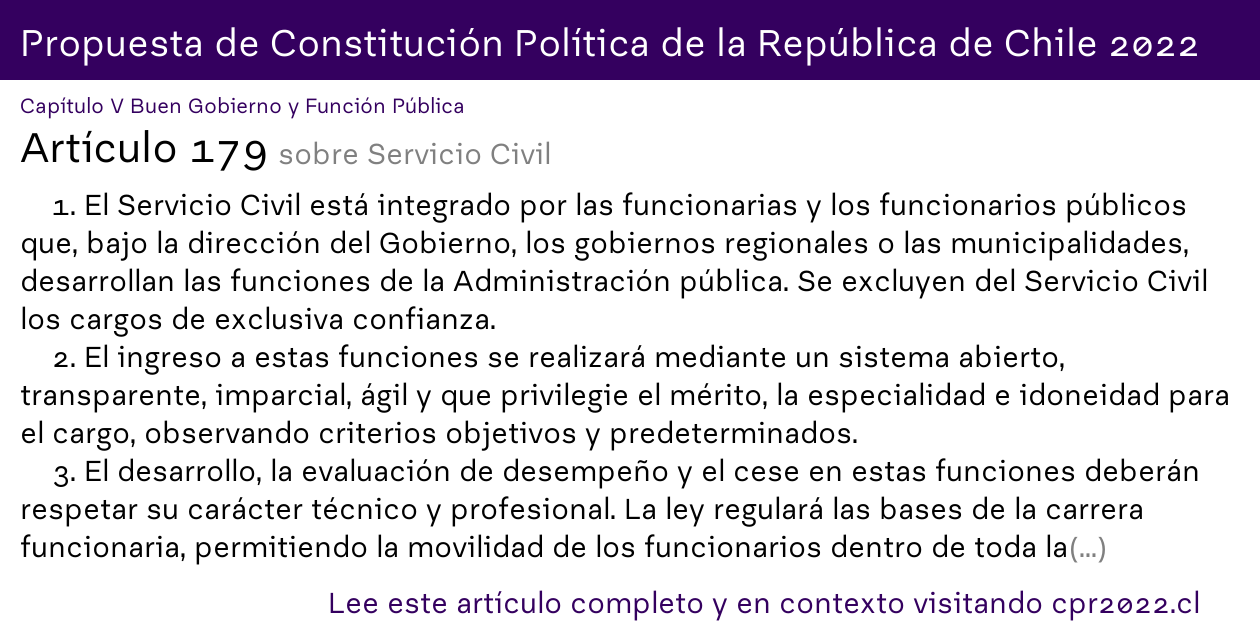 Propuesta de Constitución Política de la República de Chile 2022
Capítulo V Buen Gobierno y Función Pública
Artículo 179 sobre Servicio Civil
1. El Servicio Civil está integrado por las funcionarias y los funcionarios públicos
que, bajo la dirección del Gobierno, los gobiernos regionales o las municipalidades,
desarrollan las funciones de la Administración pública. Se excluyen del Servicio Civil
los cargos de exclusiva confianza.
2. El ingreso a estas funciones se realizará mediante un sistema abierto,
transparente, imparcial, ágil y que privilegie el mérito, la especialidad e idoneidad para
el cargo, observando criterios objetivos y predeterminados.
3. El desarrollo, la evaluación de desempeño y el cese en estas funciones deberán
respetar su carácter técnico y profesional. La ley regulará las bases de la carrera
funcionaria, permitiendo la movilidad de los funcionarios dentro de toda la(...)
Lee este artículo completo y en contexto visitando cpr2022.cl